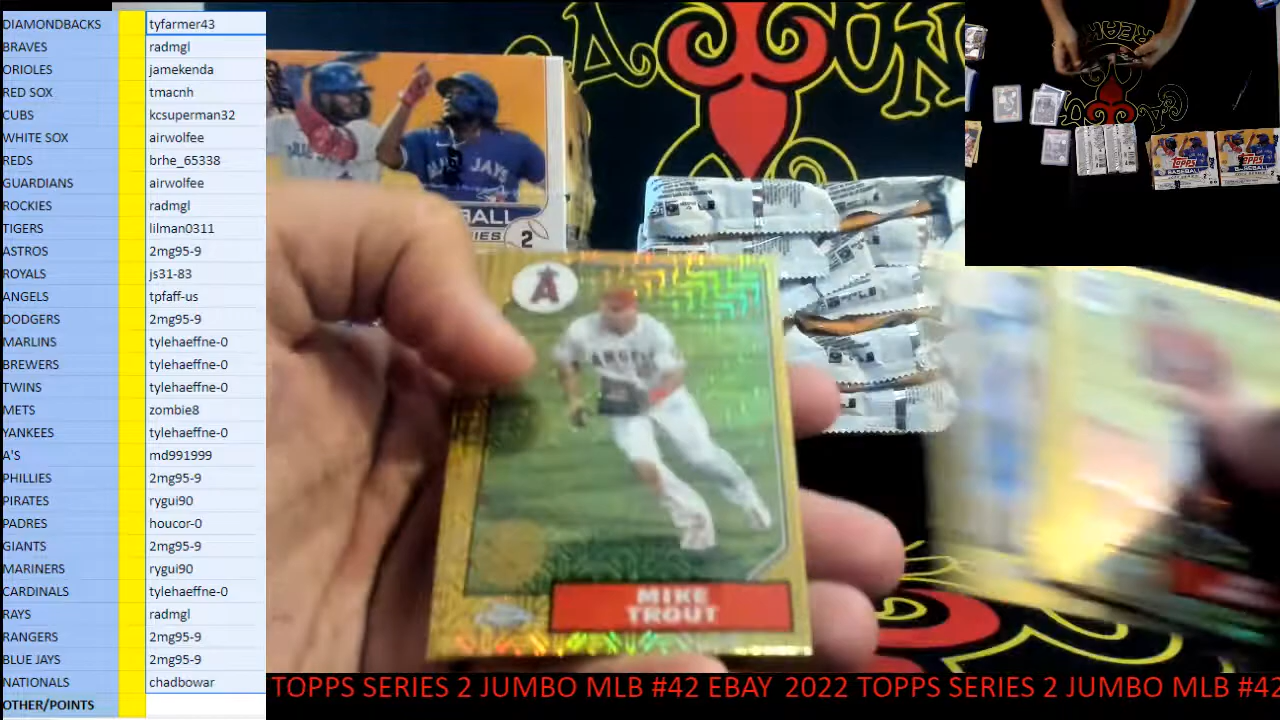 DIAMONDBACKS tyfarmer43
BRAVES radmgl
ORIOLES jamekenda
RED SOX tmacnh
CUBS kcsuperman32
WHITE SOX airwolfee
REDS brhe_65338
GUARDIANS airwolfee
ROCKIES radmgl
TIGERS lilman0311
ASTROS 2mg95-9
ROYALS js31-83
ANGELS tpfaff-us
DODGERS 2mg95-9
MARLINS tylehaeffne-0
BREWERS tylehaeffne-0
TWINS tylehaeffne-0
METS zombie8
YANKEES tylehaeffne-0
A'S md991999
PHILLIES 2mg95-9
PIRATES rygui90
PADRES houcor-0
GIANTS 2mg95-9
MARINERS rygui90
CARDINALS tylehaeffne-0
RAYS radmgl
RANGERS 2mg95-9
BLUE JAYS 2mg95-9
NATIONALS chadbowar
OTHER/POINTS
2
A
ANGELS
MIKE
TROUT
TOPPS SERIES 2 JUMBO MLB #42 EBAY 2022 TOPPS SERIES 2 JUMBO MLB #42